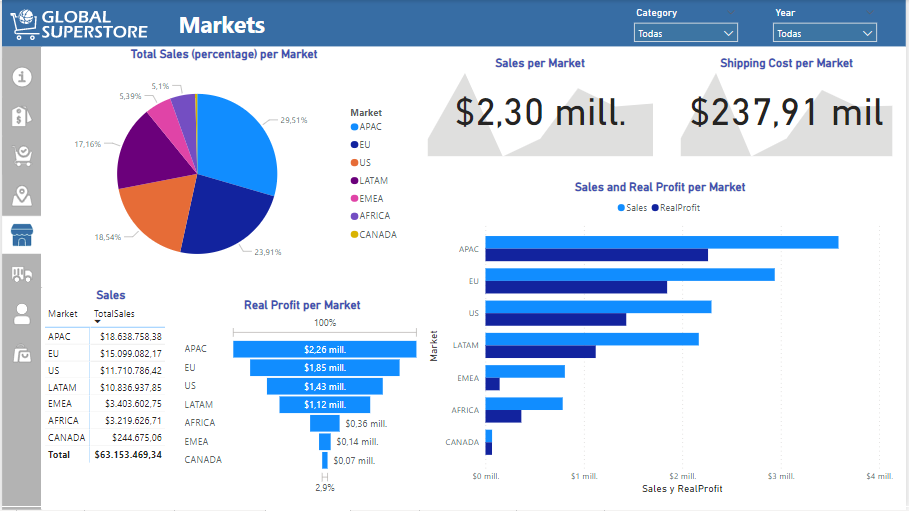 GLOBAL
SUPERSTORE
Markets
Category
Todas
Year
Todas
Total Sales (percentage) per Market
5,1%
5,39%
17,16%
18,54%
29,51%
23,91%
Market
APAC
EU
US
LATAM
EMEA
AFRICA
CANADA
Sales per Market
$2,30 mill.
Shipping Cost per Market
$237,91 mil
Sales
Market TotalSales
APAC $18.638.758,38
EU $15.099.082,17
US $11.710.786,42
LATAM $10.836.937,85
EMEA $3.403.602,75
AFRICA $3.219.626,71
CANADA $244.675,06
Total $63.153.469,34
Real Profit per Market
100%
APAC $2,26 mill.
EU $1,85 mill.
US $1,43 mill.
LATAM $1,12 mill.
AFRICA $0,36 mill.
EMEA $0,14 mill.
CANADA $0,07 mill.
2,9%
Sales and Real Profit per Market
Sales RealProfit
Market
APAC
EU
US
LATAM
EMEA
AFRICA
CANADA
$0 mill. $1 mill. $2 mill. $3 mill. $4 mill.
Sales y RealProfit